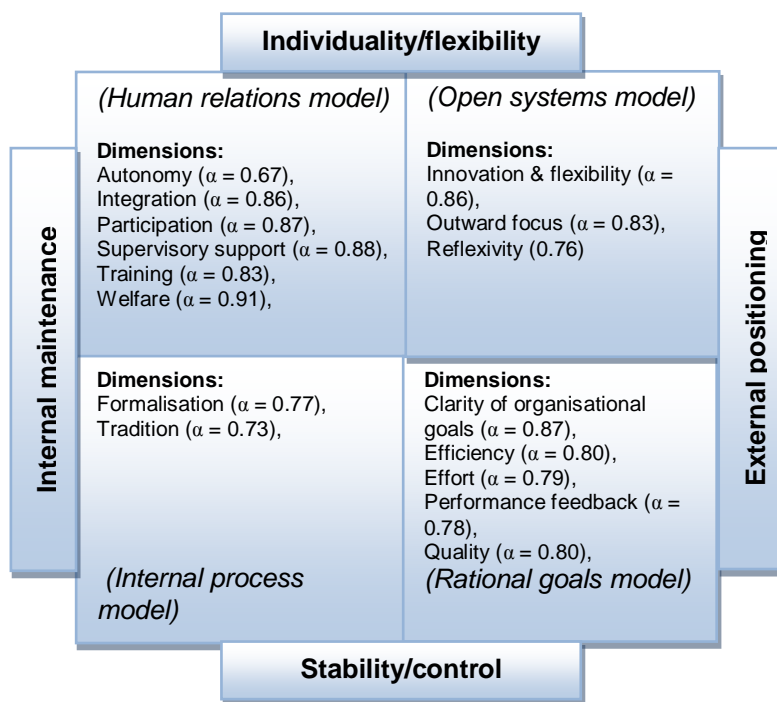 Individuality/flexibility
Internal maintenance
(Human relations model)
Dimensions:
Autonomy (α = 0.67),
Integration (α = 0.86),
Participation (α = 0.87),
Supervisory support (α = 0.88),
Training (α = 0.83),
Welfare (α = 0.91),
(Open systems model)
Dimensions:
Innovation & flexibility (α =
0.86),
Outward focus (α = 0.83),
Reflexivity (0.76)
Dimensions:
Formalisation (α = 0.77),
Tradition (α = 0.73),
(Internal process
model)
Dimensions:
Clarity of organisational
goals (α = 0.87),
Efficiency (α = 0.80),
Effort (α = 0.79),
Performance feedback (α =
0.78),
Quality (α = 0.80),
(Rational goals model)
External positioning
Stability/control